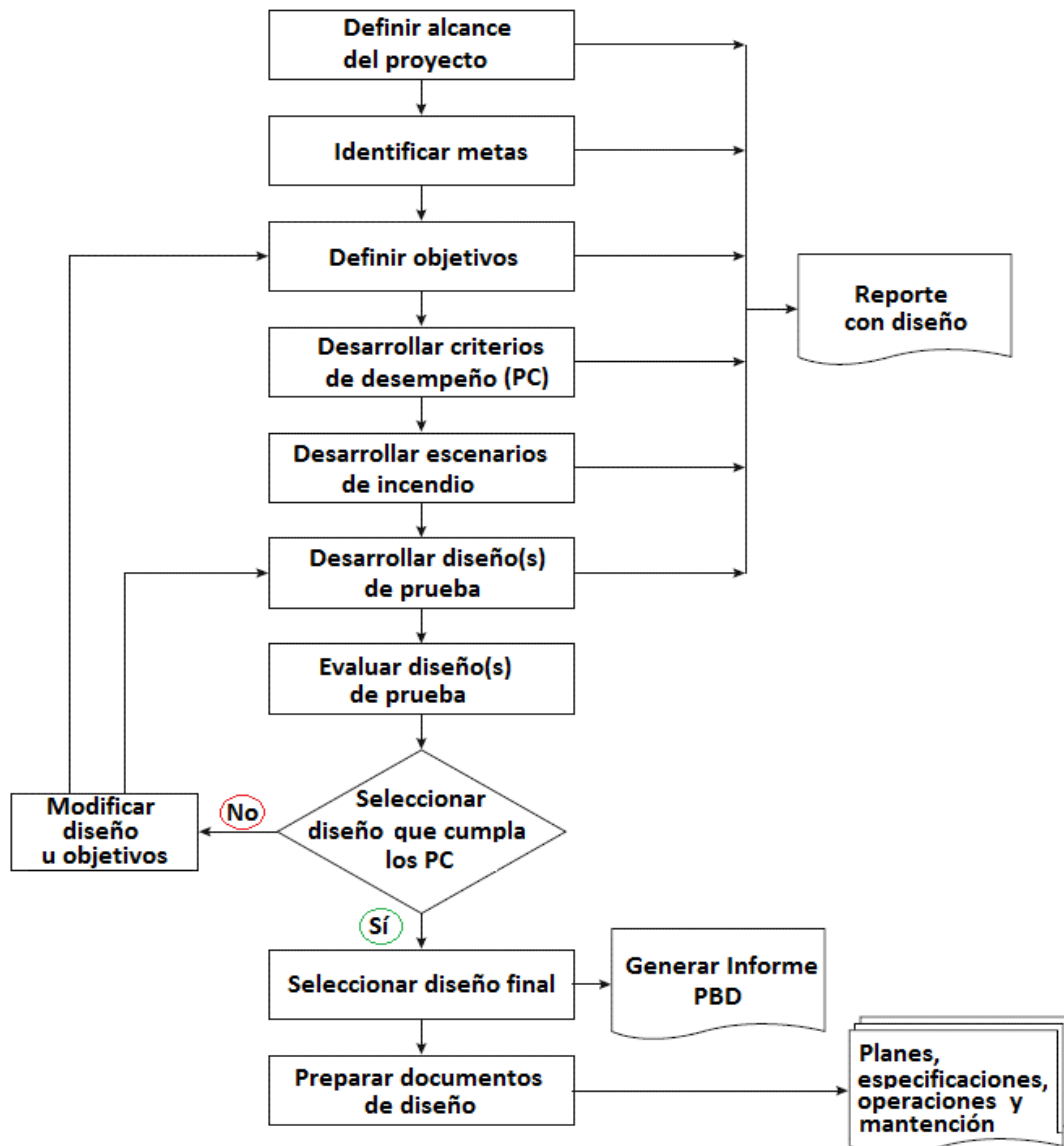 Definir alcance
del proyecto
Identificar metas
Definir objetivos
Reporte
con diseño
Desarrollar criterios
de desempeño (PC)
Desarrollar escenarios
de incendio
Desarrollar diseño(s)
de prueba
Evaluar diseño(s)
de prueba
Modificar
diseño
u objetivos
No
Seleccionar
diseño que cumpla
los PC
Sí
Seleccionar diseño final
Generar Informe
PBD
Preparar documentos
de diseño
Planes,
especificaciones,
operaciones y
mantención